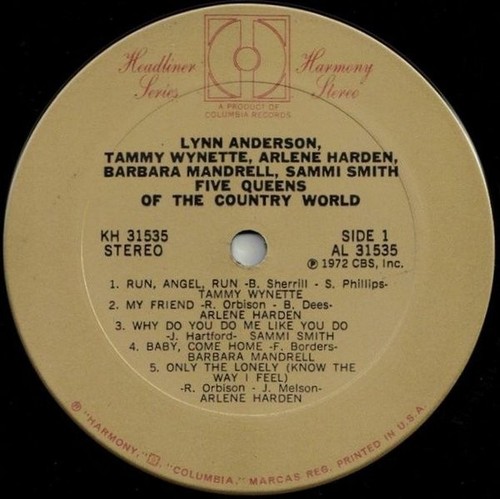 Headliner Harmony
Series Stereo
A PRODUCT OF
COLUMBIA RECORDS
LYNN ANDERSON,
TAMMY WYNETTE, ARLENE HARDEN,
BARBARA MANDRELL, SAMMI SMITH
FIVE QUEENS
OF THE COUNTRY WORLD
KH 31535 SIDE 1
STEREO AL 31535
℗ 1972 CBS, Inc.
1. RUN, ANGEL, RUN -B. Sherrill - S. Phillips-
TAMMY WYNETTE
2. MY FRIEND -R. Orbison - B. Dees-
ARLENE HARDEN
3. WHY DO YOU DO ME LIKE YOU DO
-J. Hartford- SAMMI SMITH
4. BABY, COME HOME -F. Borders-
BARBARA MANDRELL
5. ONLY THE LONELY (KNOW THE
WAY I FEEL)
-R. Orbison - J. Melson-
ARLENE HARDEN
℗ "HARMONY," "COLUMBIA," MARCAS REG. PRINTED IN U.S.A.